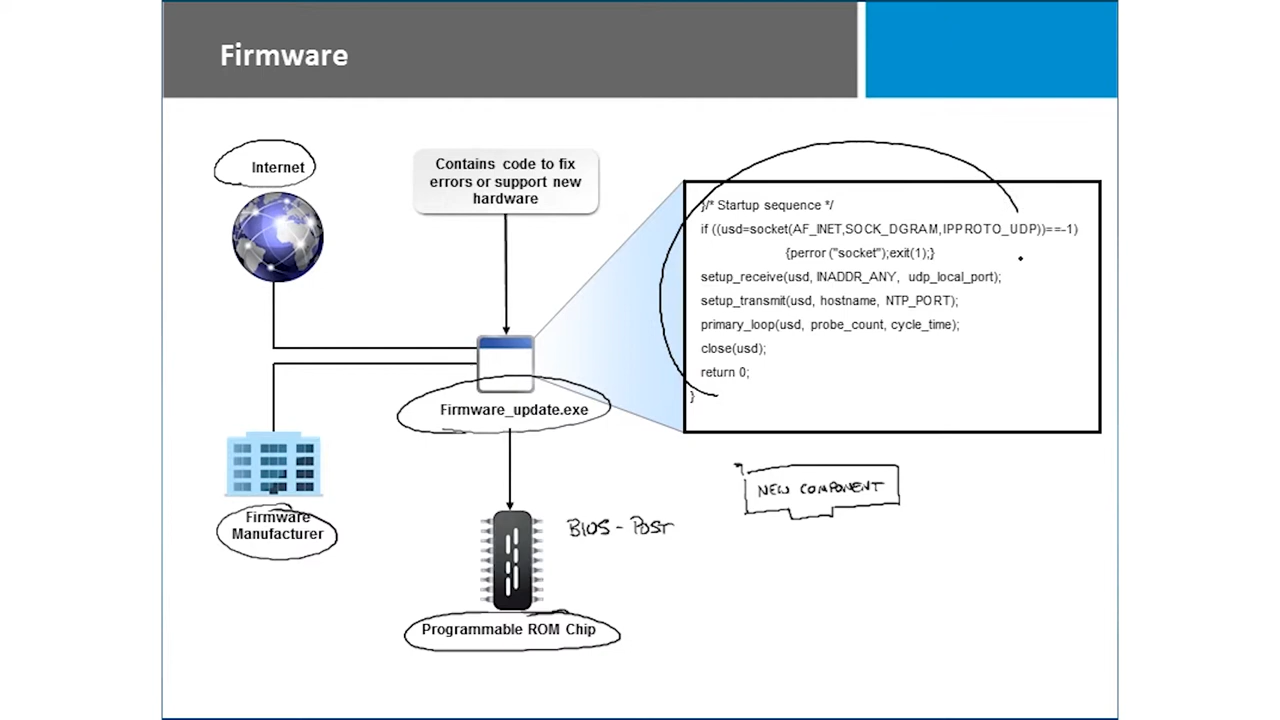 Firmware
Internet
Contains code to fix
errors or support new
hardware
}/* Startup sequence */
if ((usd=socket(AF_INET,SOCK_DGRAM,IPPROTO_UDP))==-1)
{perror ("socket");exit(1);}
setup_receive(usd, INADDR_ANY, udp_local_port);
setup_transmit(usd, hostname, NTP_PORT);
primary_loop(usd, probe_count, cycle_time);
close(usd);
return 0;
}
Firmware_update.exe
Firmware
Manufacturer
NEW COMPONENT
BIOS - POST
Programmable ROM Chip